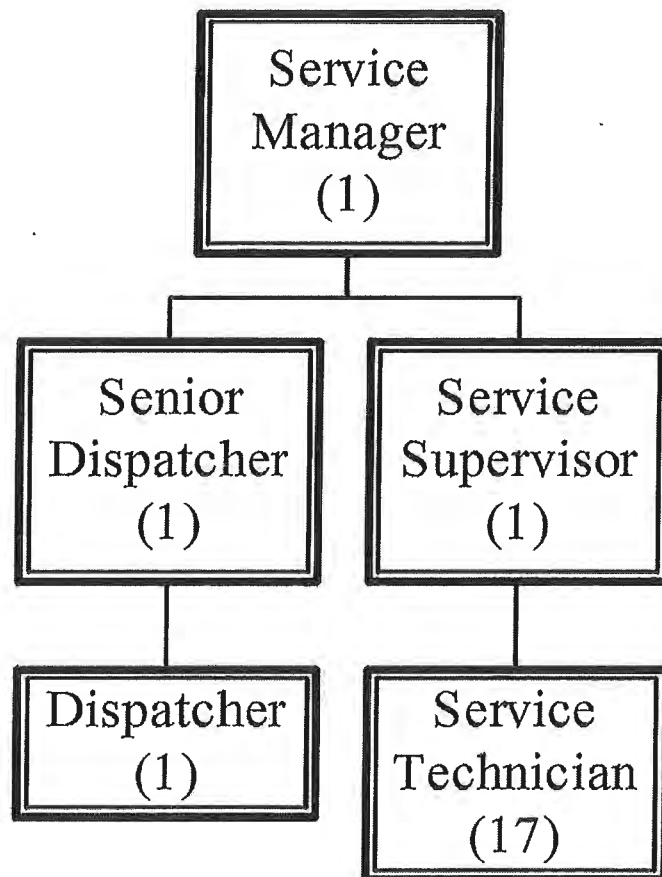 Service
Manager
(1)
Senior
Dispatcher
(1)
Service
Supervisor
(1)
Dispatcher
(1)
Service
Technician
(17)